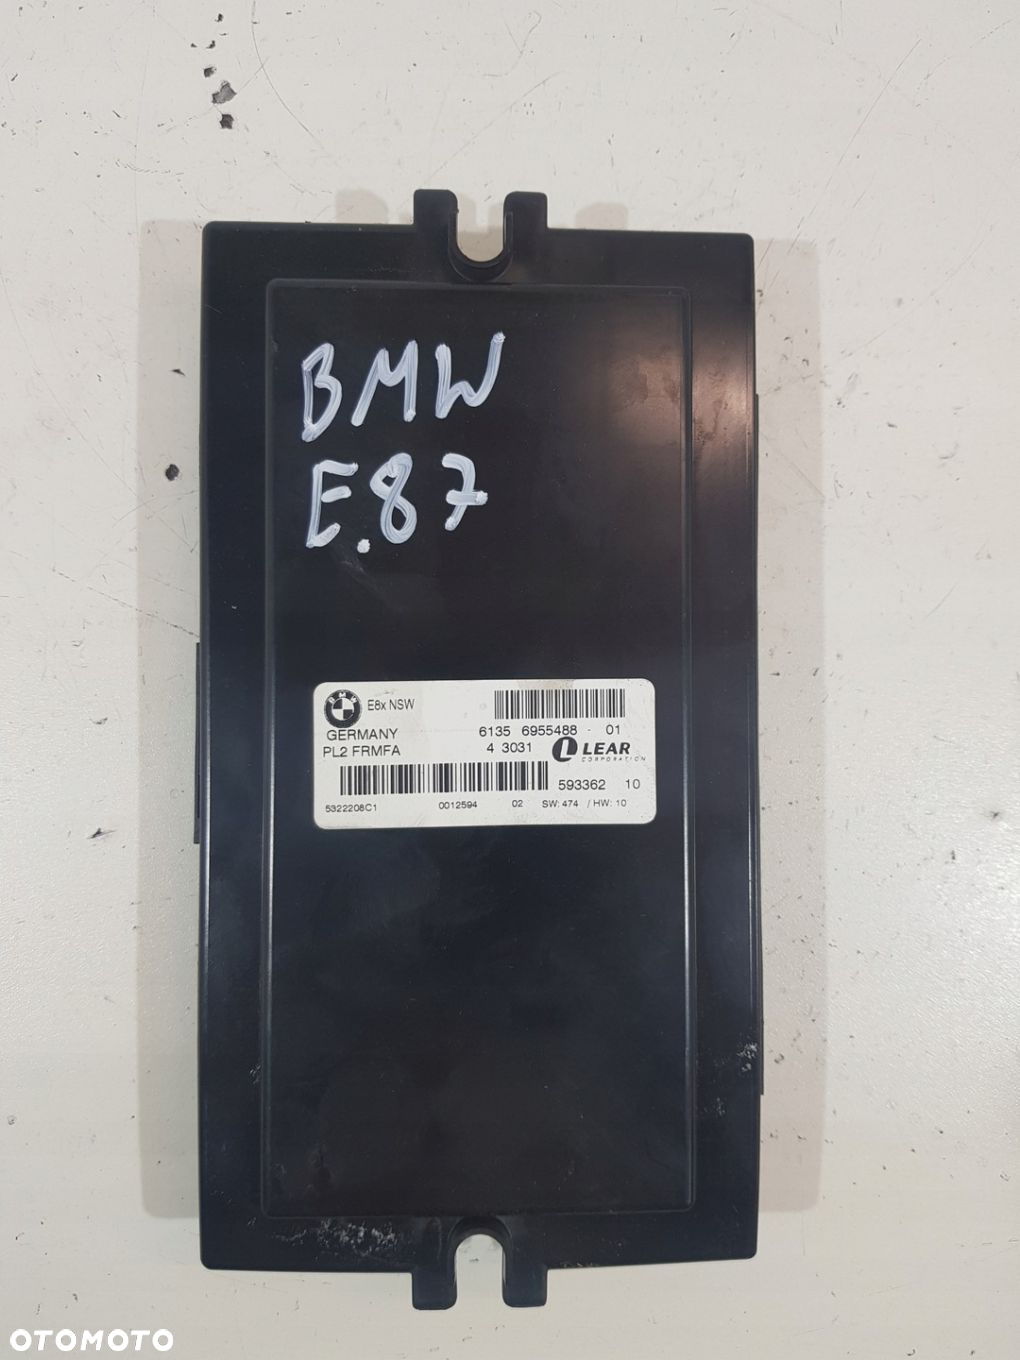 BMW
E.87
BMW
E8x NSW
GERMANY
6135 6955488 - 01
PL2 FRMFA
4 3031
LEAR
CORPORATION
593362 10
5322208C1 0012594 02 SW: 474 / HW: 10
OTOMOTO